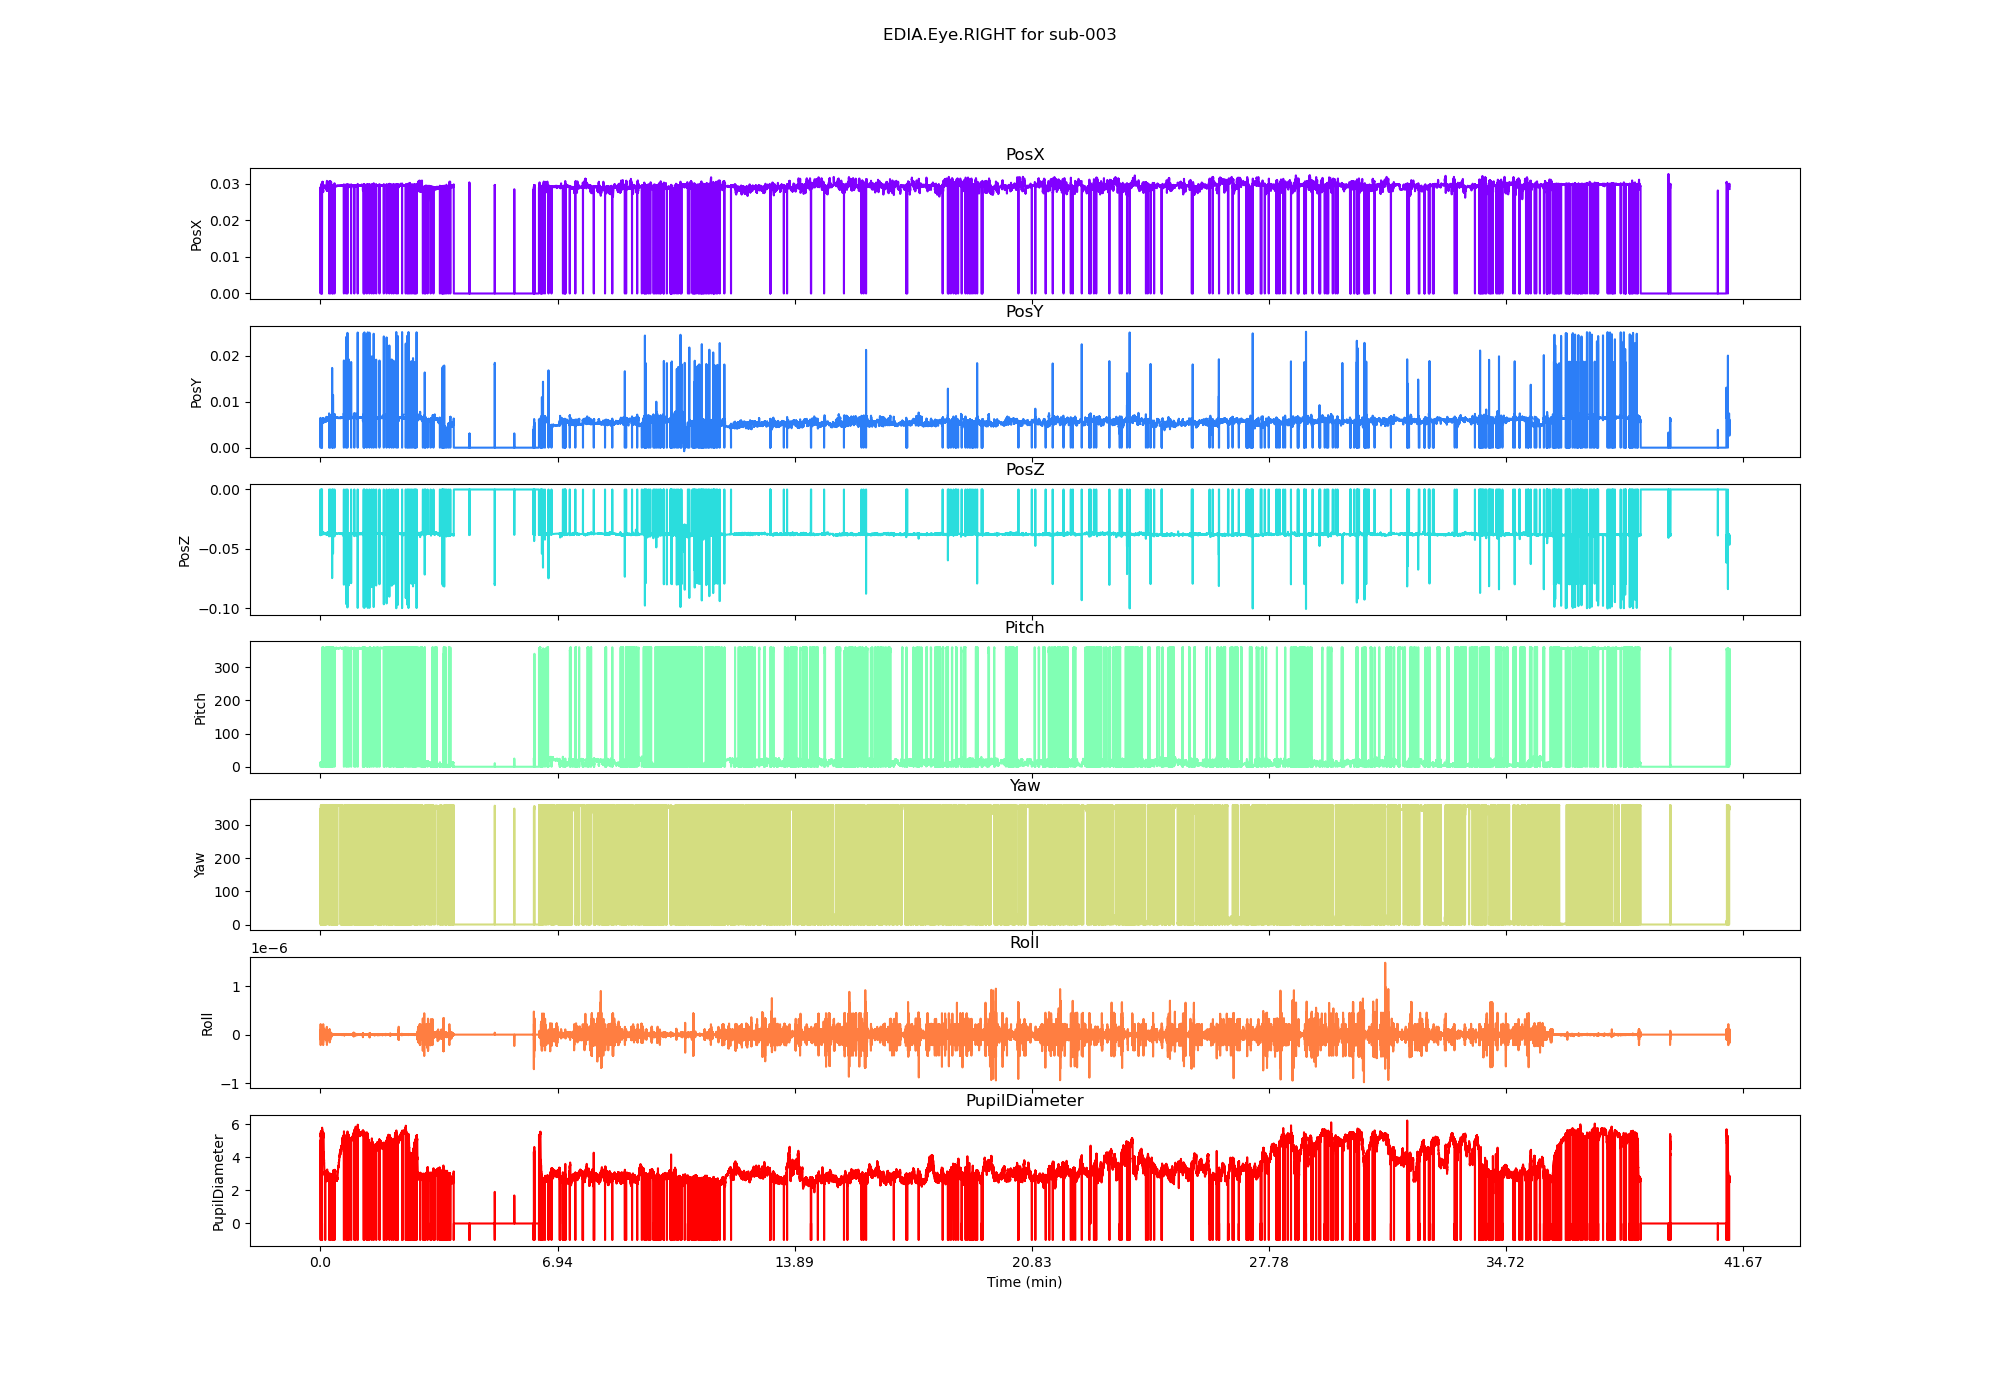 EDIA.Eye.RIGHT for sub-003
PosX
PosX
0.03
0.02
0.01
0.00
PosY
PosY
0.02
0.01
0.00
PosZ
PosZ
0.00
−0.05
−0.10
Pitch
Pitch
300
200
100
0
Yaw
Yaw
300
200
100
0
Roll
1e−6
Roll
1
0
−1
PupilDiameter
PupilDiameter
6
4
2
0
0.0 6.94 13.89 20.83 27.78 34.72 41.67
Time (min)